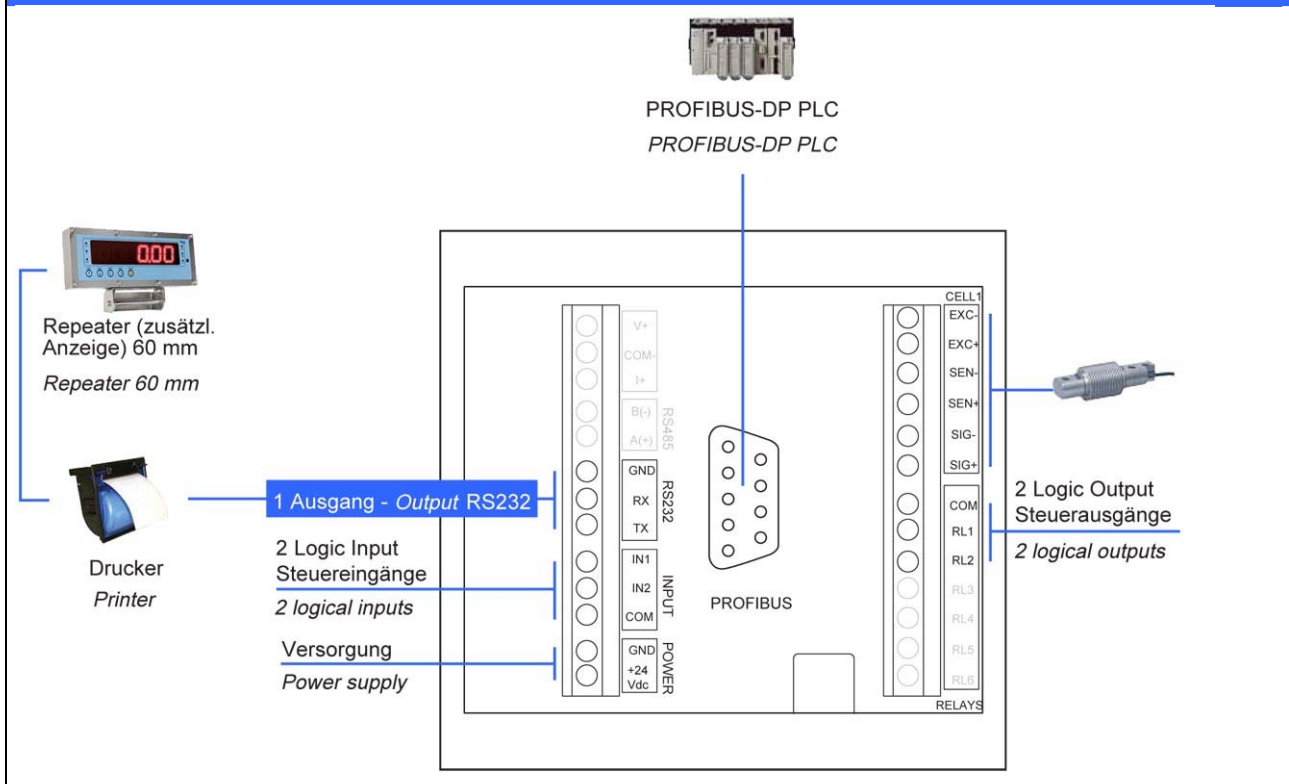 PROFIBUS-DP PLC
PROFIBUS-DP PLC
0.00
Repeater (zusätzl.
Anzeige) 60 mm
Repeater 60 mm
Drucker
Printer
1 Ausgang - Output RS232
2 Logic Input
Steuereingänge
2 logical inputs
Versorgung
Power supply
V+
COM-
I+
B(-)
A(+)
RS485
GND
RX
TX
RS232
IN1
IN2
COM
INPUT
GND
+24
Vdc
POWER
PROFIBUS
CELL1
EXC-
EXC+
SEN-
SEN+
SIG-
SIG+
COM
RL1
RL2
RL3
RL4
RL5
RL6
RELAYS
2 Logic Output
Steuerausgänge
2 logical outputs